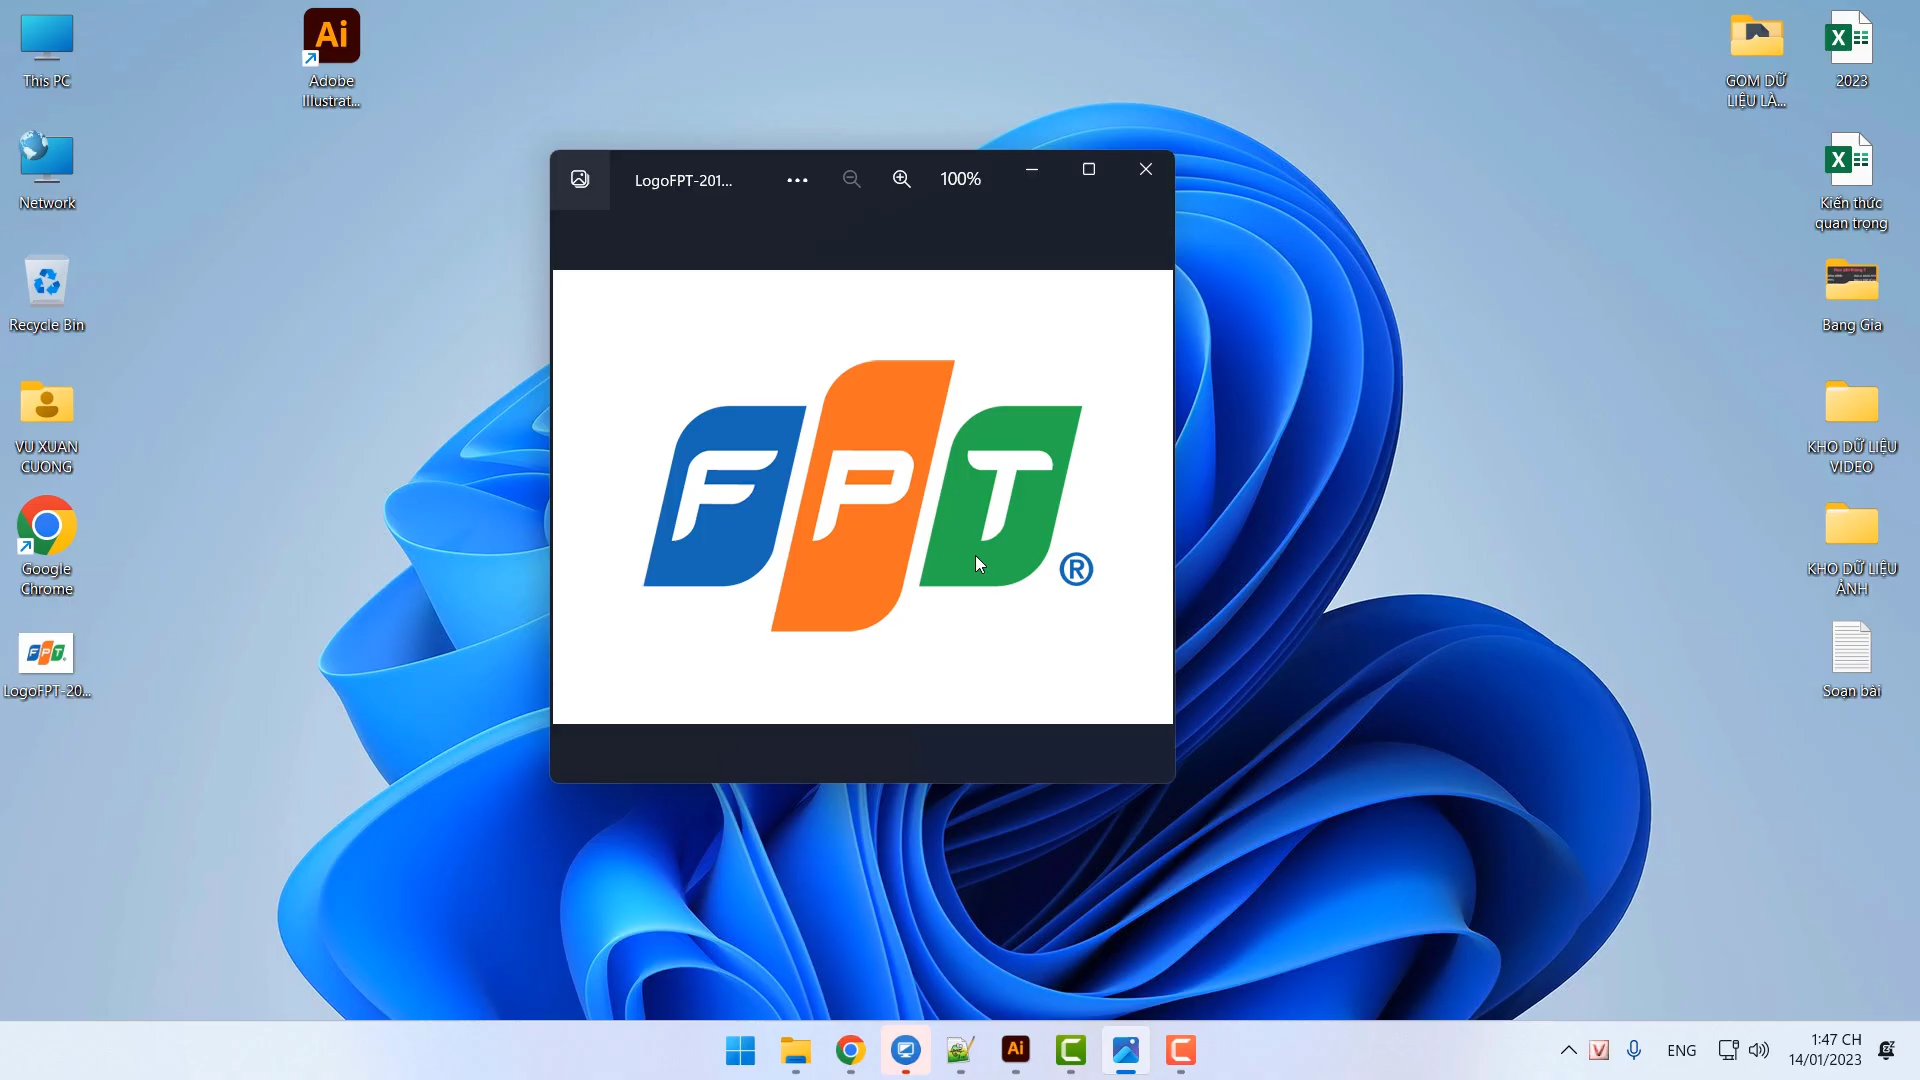 This PC
Network
Recycle Bin
VU XUAN
CUONG
Google
Chrome
LogoFPT-20...
Ai
Adobe
Illustrat...
LogoFPT-201...
100%
FPT
®
GOM DỮ
LIỆU LÀ...
2023
Kiến thức
quan trọng
Bang Gia
KHO DỮ LIỆU
VIDEO
KHO DỮ LIỆU
ẢNH
Soạn bài
Ai
ENG
1:47 CH
14/01/2023